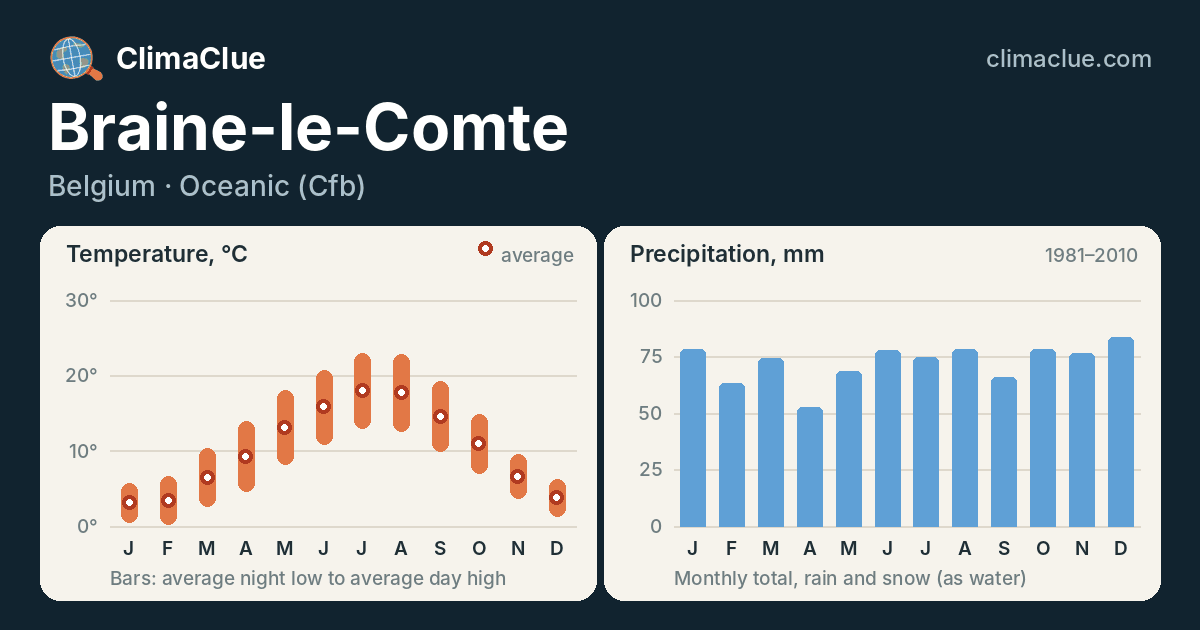 ClimaClue
climaclue.com
Braine-le-Comte
Belgium · Oceanic (Cfb)
Temperature, °C
average
30°
20°
10°
0°
J F M A M J J A S O N D
Bars: average night low to average day high
Precipitation, mm
1981–2010
100
75
50
25
0
J F M A M J J A S O N D
Monthly total, rain and snow (as water)